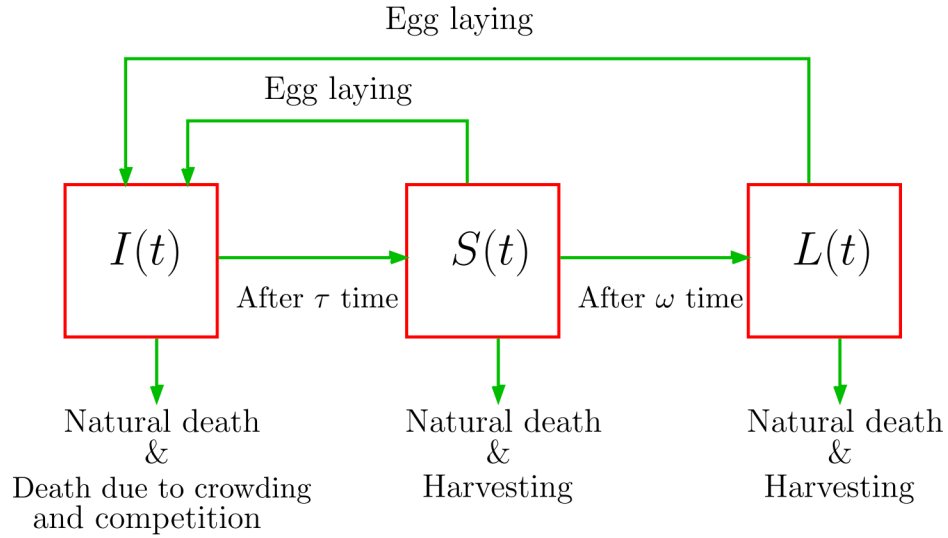 Egg laying
Egg laying
I(t)
S(t)
L(t)
After τ time
After ω time
Natural death
&
Death due to crowding
and competition
Natural death
&
Harvesting
Natural death
&
Harvesting